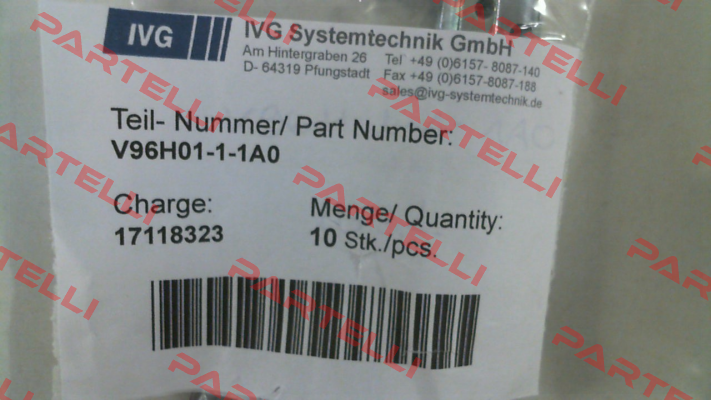 IVG
IVG Systemtechnik GmbH
Am Hintergraben 26 Tel +49 (0)6157- 8087-140
D- 64319 Pfungstadt Fax +49 (0)6157-8087-188
sales@ivg-systemtechnik.de
Teil- Nummer/ Part Number:
V96H01-1-1A0
Charge: Menge/ Quantity:
17118323 10 Stk./pcs.
PARTELLI
PARTELLI
PARTELLI
PARTELLI
PARTELLI